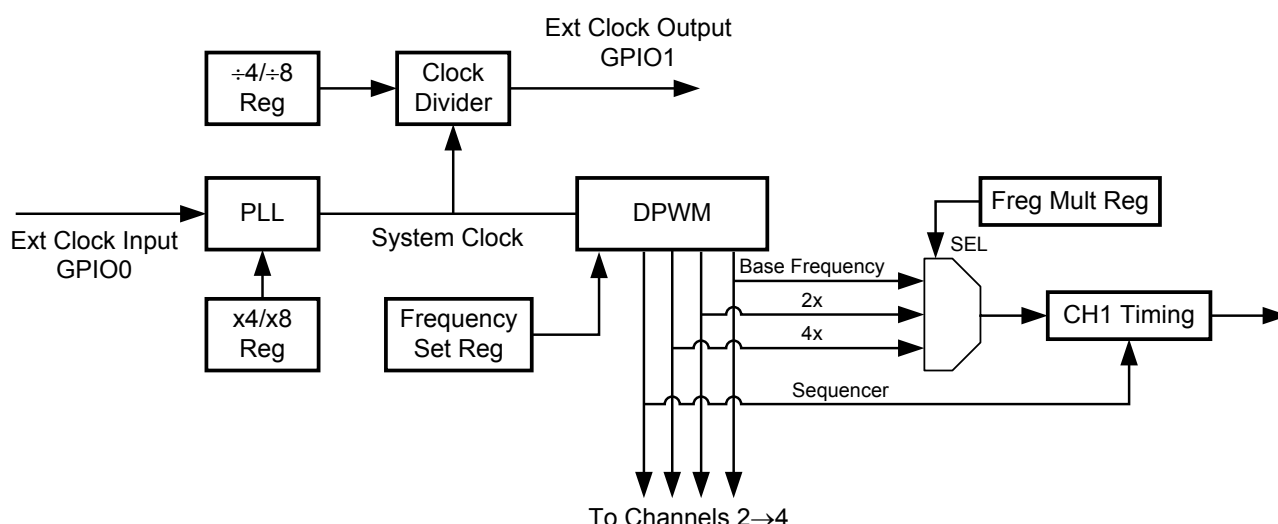 Ext Clock Output
GPIO1
÷4/÷8
Reg
Clock
Divider
PLL
DPWM
Freg Mult Reg
Ext Clock Input
GPIO0
System Clock
SEL
Base Frequency
2x
4x
x4/x8
Reg
Frequency
Set Reg
CH1 Timing
Sequencer
To Channels 2→4